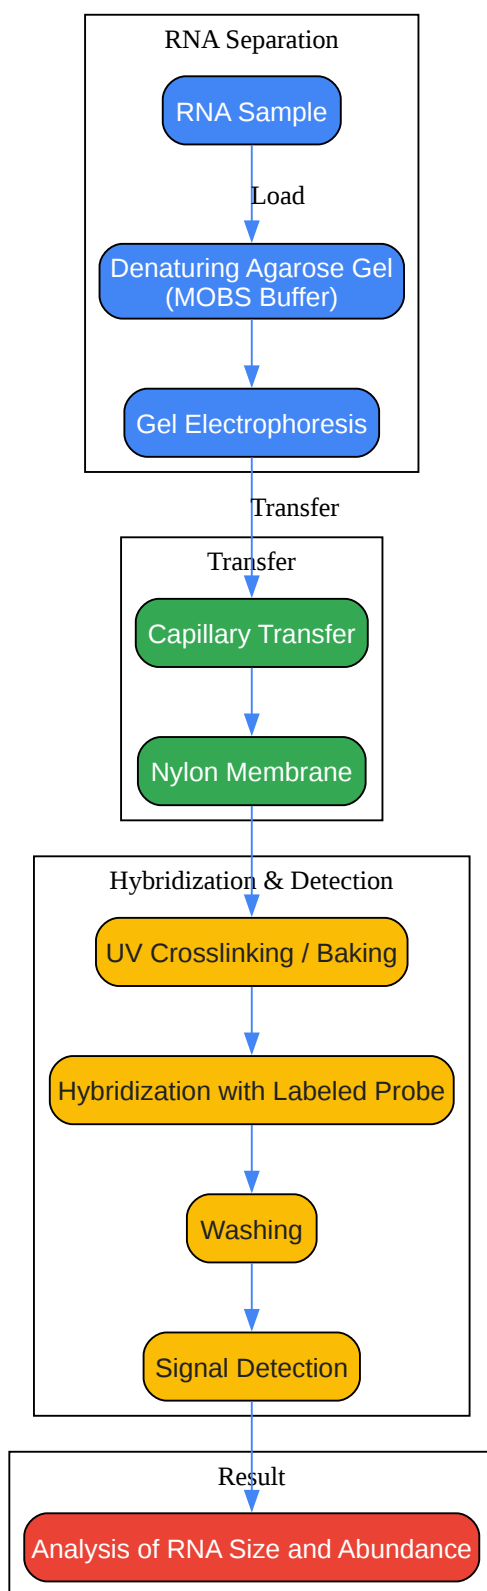 RNA Separation
RNA Sample
Load
Denaturing Agarose Gel
(MOBS Buffer)
Gel Electrophoresis
Transfer
Transfer
Capillary Transfer
Nylon Membrane
Hybridization & Detection
UV Crosslinking / Baking
Hybridization with Labeled Probe
Washing
Signal Detection
Result
Analysis of RNA Size and Abundance